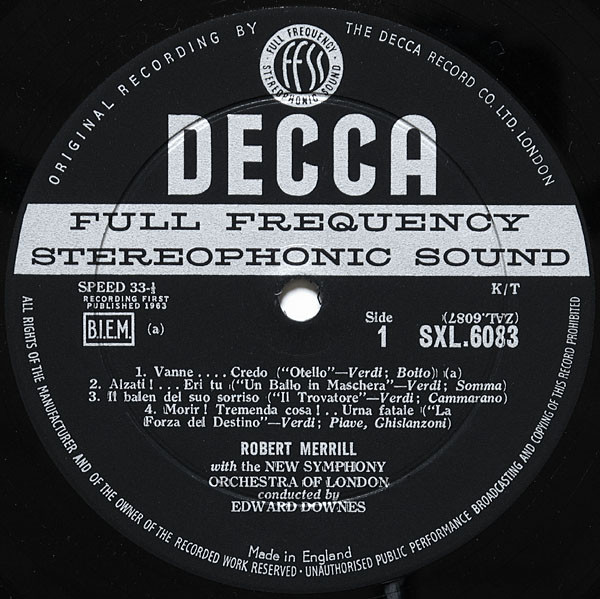 ORIGINAL RECORDING BY THE DECCA RECORD CO. LTD. LONDON
FULL FREQUENCY
ffss
STEREOPHONIC SOUND
DECCA
FULL FREQUENCY
STEREOPHONIC SOUND
SPEED 33-⅓
RECORDING FIRST
PUBLISHED 1963
K/T
B.I.E.M. (a)
Side
1
(ZAL.6087)
SXL.6083
1. Vanne .... Credo ("Otello"—Verdi; Boito) (a)
2. Alzati! ... Eri tu ("Un Ballo in Maschera"—Verdi; Somma)
3. Il balen del suo sorriso ("Il Trovatore"—Verdi; Cammarano)
4. Morir! Tremenda cosa! .. Urna fatale ("La
Forza del Destino"—Verdi; Piave, Ghislanzoni)
ROBERT MERRILL
with the NEW SYMPHONY
ORCHESTRA OF LONDON
conducted by
EDWARD DOWNES
Made in England
ALL RIGHTS OF THE MANUFACTURER AND OF THE OWNER OF THE RECORDED WORK RESERVED · UNAUTHORISED PUBLIC PERFORMANCE BROADCASTING AND COPYING OF THIS RECORD PROHIBITED